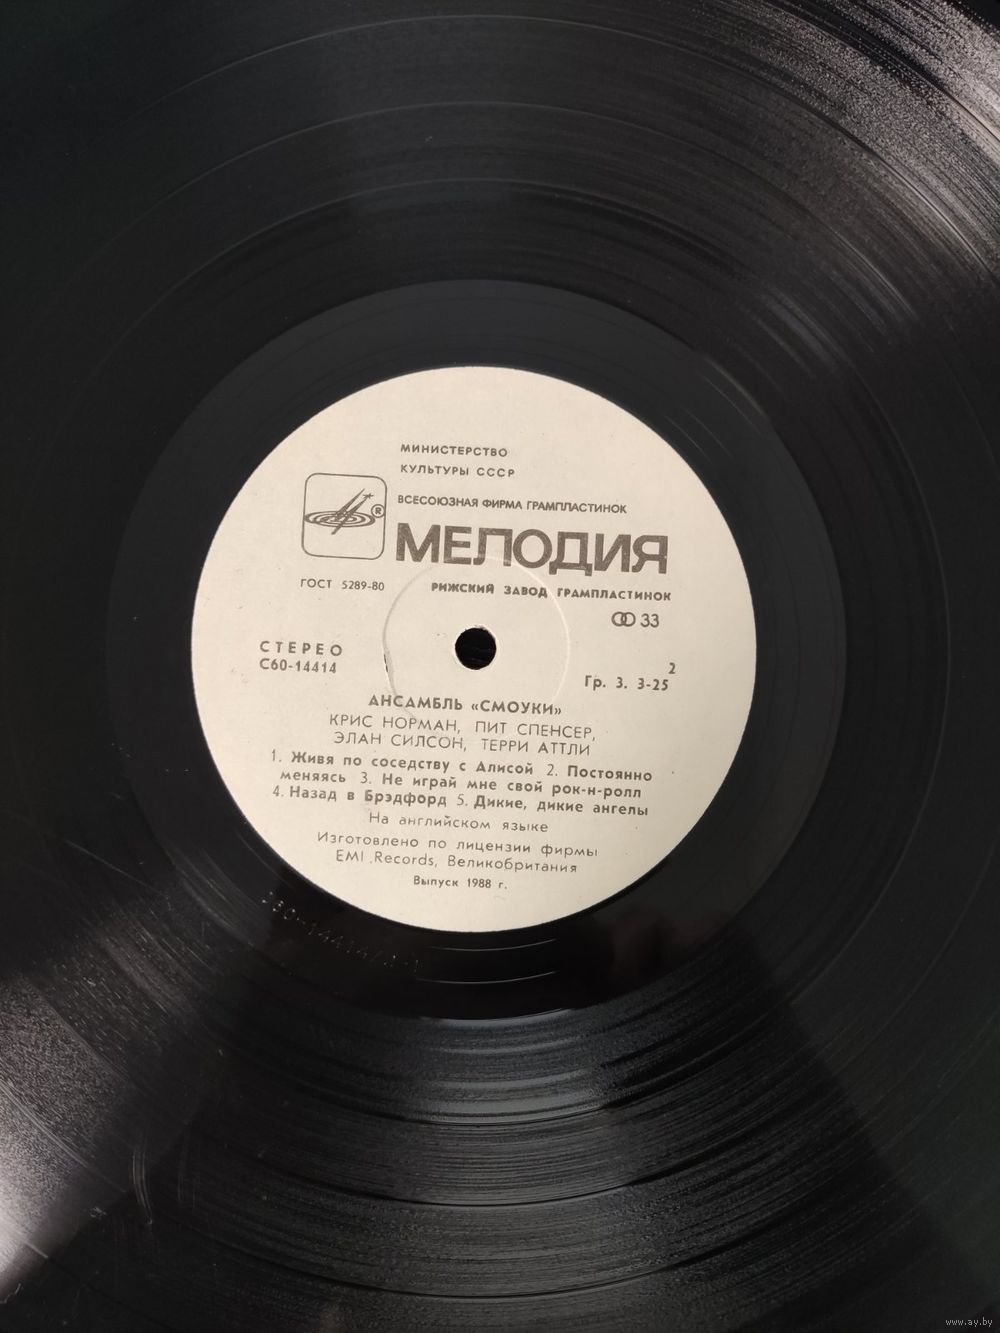 МИНИСТЕРСТВО
КУЛЬТУРЫ СССР
ВСЕСОЮЗНАЯ ФИРМА ГРАМПЛАСТИНОК
®
МЕЛОДИЯ
ГОСТ 5289-80
РИЖСКИЙ ЗАВОД ГРАМПЛАСТИНОК
33
СТЕРЕО
С60-14414
2
Гр. 3. 3-25
АНСАМБЛЬ «СМОУКИ»
КРИС НОРМАН, ПИТ СПЕНСЕР,
ЭЛАН СИЛСОН, ТЕРРИ АТТЛИ
1. Живя по соседству с Алисой 2. Постоянно
меняясь 3. Не играй мне свой рок-н-ролл
4. Назад в Брэдфорд 5. Дикие, дикие ангелы
На английском языке
Изготовлено по лицензии фирмы
EMI Records, Великобритания
Выпуск 1988 г.
www.ay.by